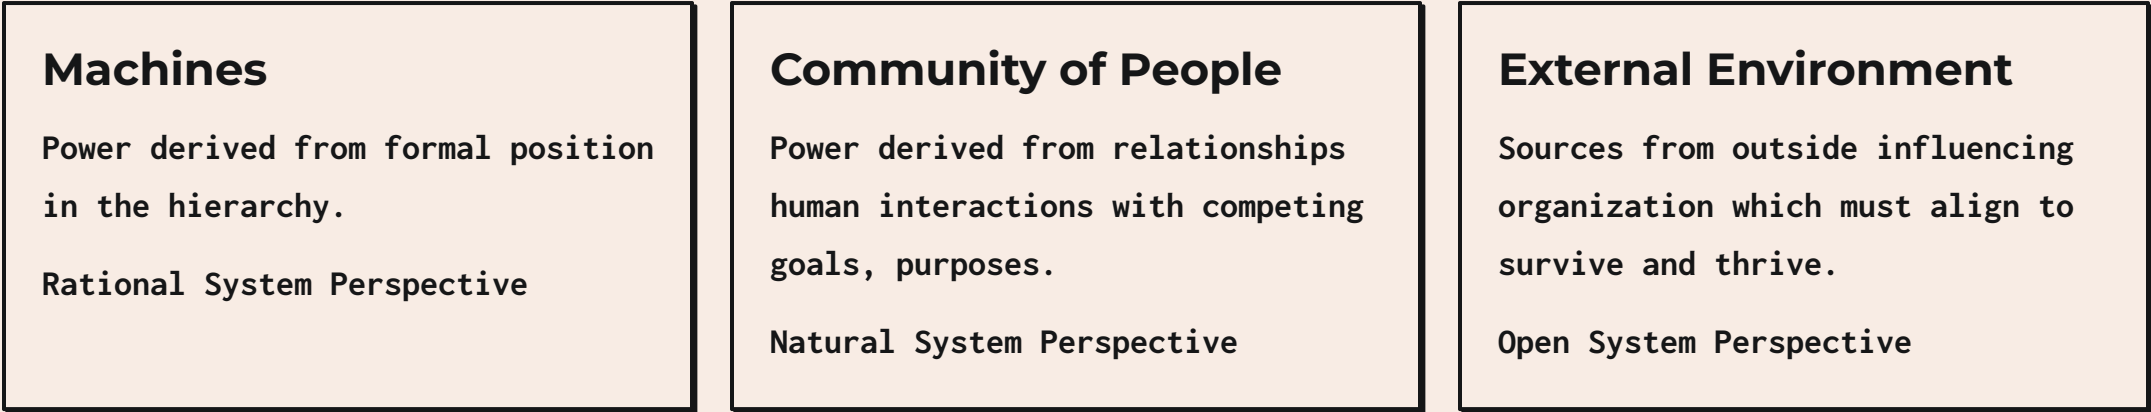 Machines
Power derived from formal position
in the hierarchy.
Rational System Perspective
Community of People
Power derived from relationships
human interactions with competing
goals, purposes.
Natural System Perspective
External Environment
Sources from outside influencing
organization which must align to
survive and thrive.
Open System Perspective